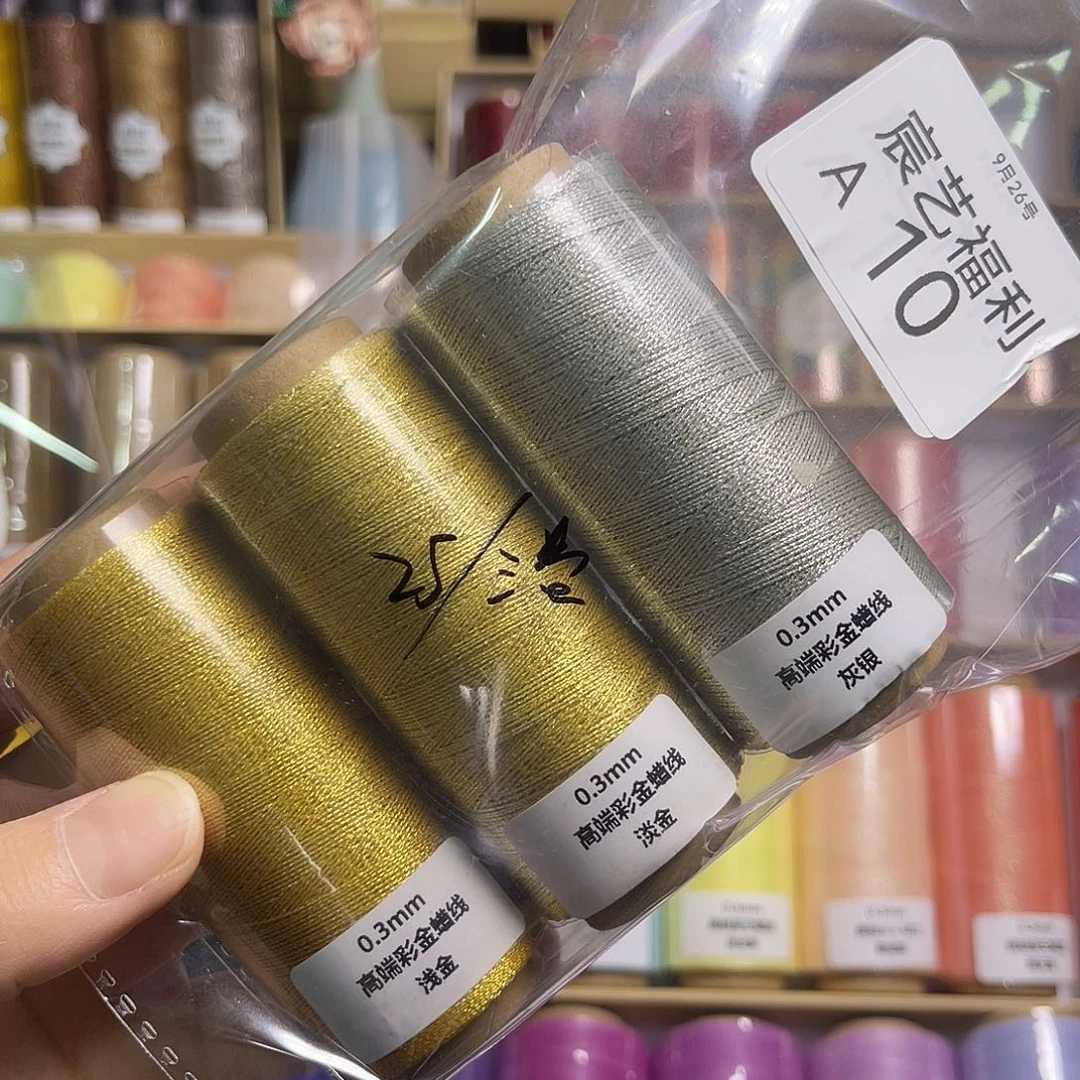 9月26号
宸艺福利
A 10
25/
0.3mm
高端彩金蜡线
灰银
0.3mm
高端彩金蜡线
淡金
0.3mm
高端彩金蜡线
浅金